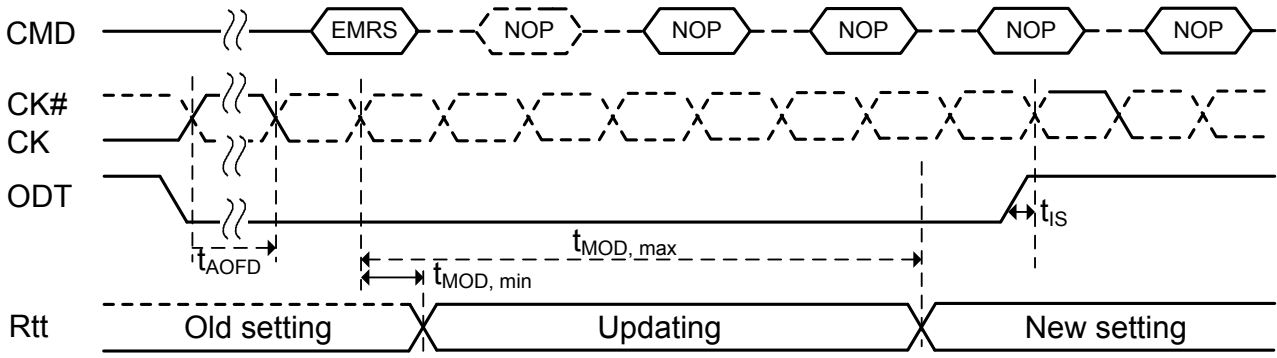 CMD EMRS NOP NOP NOP NOP NOP
CK#
CK
ODT
tIS
tAOFD
tMOD, max
tMOD, min
Rtt Old setting Updating New setting